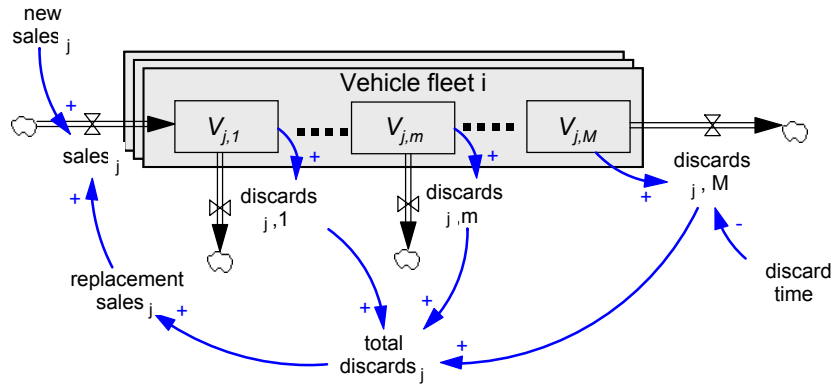 new
sales j
Vehicle fleet i
+
V j,1
V j,m
V j,M
sales j
+
+
+
discards
j ,1
discards
j ,m
discards
j , M
+
+
-
replacement
sales j
discard
time
+
+
+
+
total
discards j